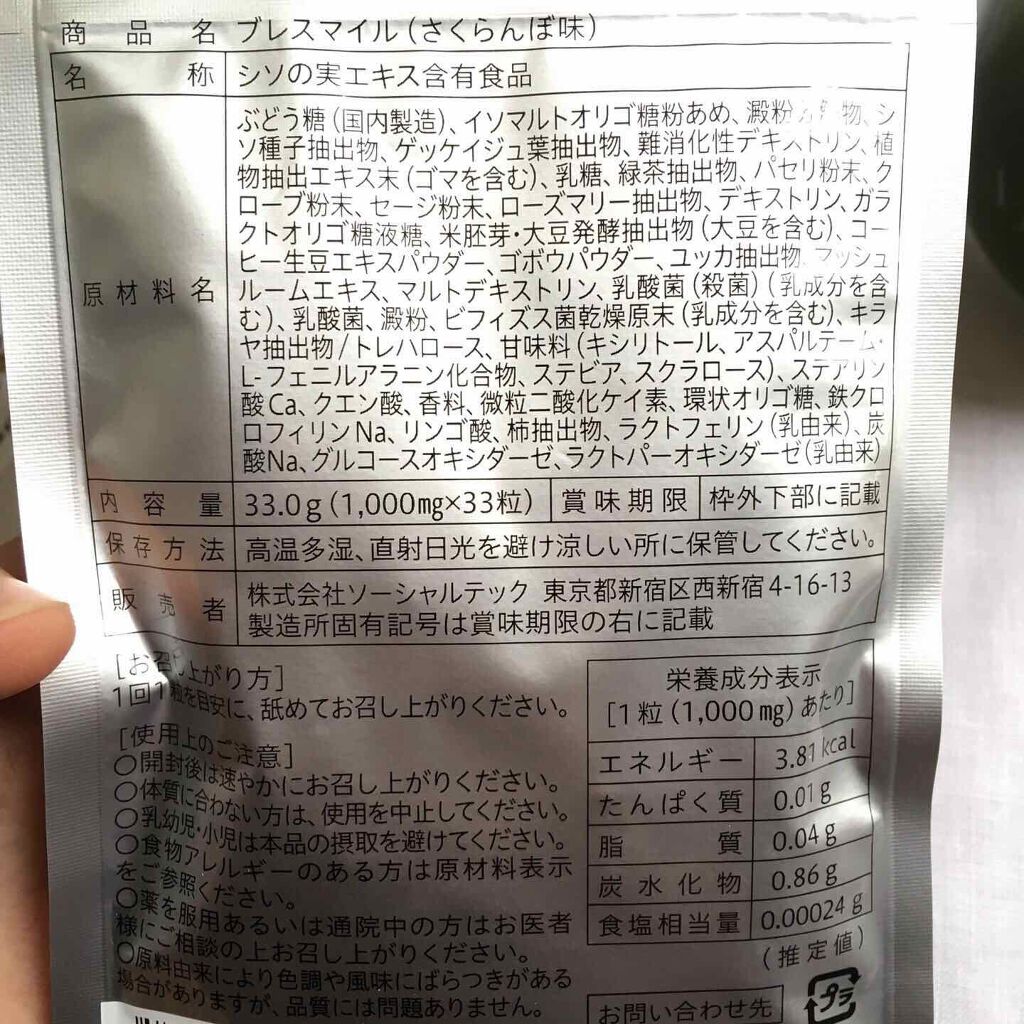 商品名 ブレスマイル(さくらんぼ味)
名称 シソの実エキス含有食品
原材料名
ぶどう糖(国内製造)、イソマルトオリゴ糖粉あめ、澱粉分解物、シ
ソ種子抽出物、ゲッケイジュ葉抽出物、難消化性デキストリン、植
物抽出エキス末(ゴマを含む)、乳糖、緑茶抽出物、パセリ粉末、ク
ローブ粉末、セージ粉末、ローズマリー抽出物、デキストリン、ガラ
クトオリゴ糖液糖、米胚芽・大豆発酵抽出物(大豆を含む)、コー
ヒー生豆エキスパウダー、ゴボウパウダー、ユッカ抽出物、マッシュ
ルームエキス、マルトデキストリン、乳酸菌(殺菌)(乳成分を含
む)、乳酸菌、澱粉、ビフィズス菌乾燥原末(乳成分を含む)、キラ
ヤ抽出物/トレハロース、甘味料(キシリトール、アスパルテーム・
L-フェニルアラニン化合物、ステビア、スクラロース)、ステアリン
酸Ca、クエン酸、香料、微粒二酸化ケイ素、環状オリゴ糖、鉄クロ
ロフィリンNa、リンゴ酸、柿抽出物、ラクトフェリン(乳由来)、炭
酸Na、グルコースオキシダーゼ、ラクトパーオキシダーゼ(乳由来)
内容量 33.0g(1,000mg×33粒) 賞味期限 枠外下部に記載
保存方法 高温多湿、直射日光を避け涼しい所に保管してください。
販売者
株式会社ソーシャルテック 東京都新宿区西新宿4-16-13
製造所固有記号は賞味期限の右に記載
[お召し上がり方]
1回1粒を目安に、舐めてお召し上がりください。
[使用上のご注意]
○開封後は速やかにお召し上がりください。
○体質に合わない方は、使用を中止してください。
○乳幼児・小児は本品の摂取を避けてください。
○食物アレルギーのある方は原材料表示
をご参照ください。
○薬を服用あるいは通院中の方はお医者
様にご相談の上お召し上がりください。
○原料由来により色調や風味にばらつきがある
場合がありますが、品質には問題ありません。
栄養成分表示
[1粒(1,000mg)あたり]
エネルギー 3.81kcal
たんぱく質 0.01g
脂質 0.04g
炭水化物 0.86g
食塩相当量 0.00024g
(推定値)
お問い合わせ先
プラ